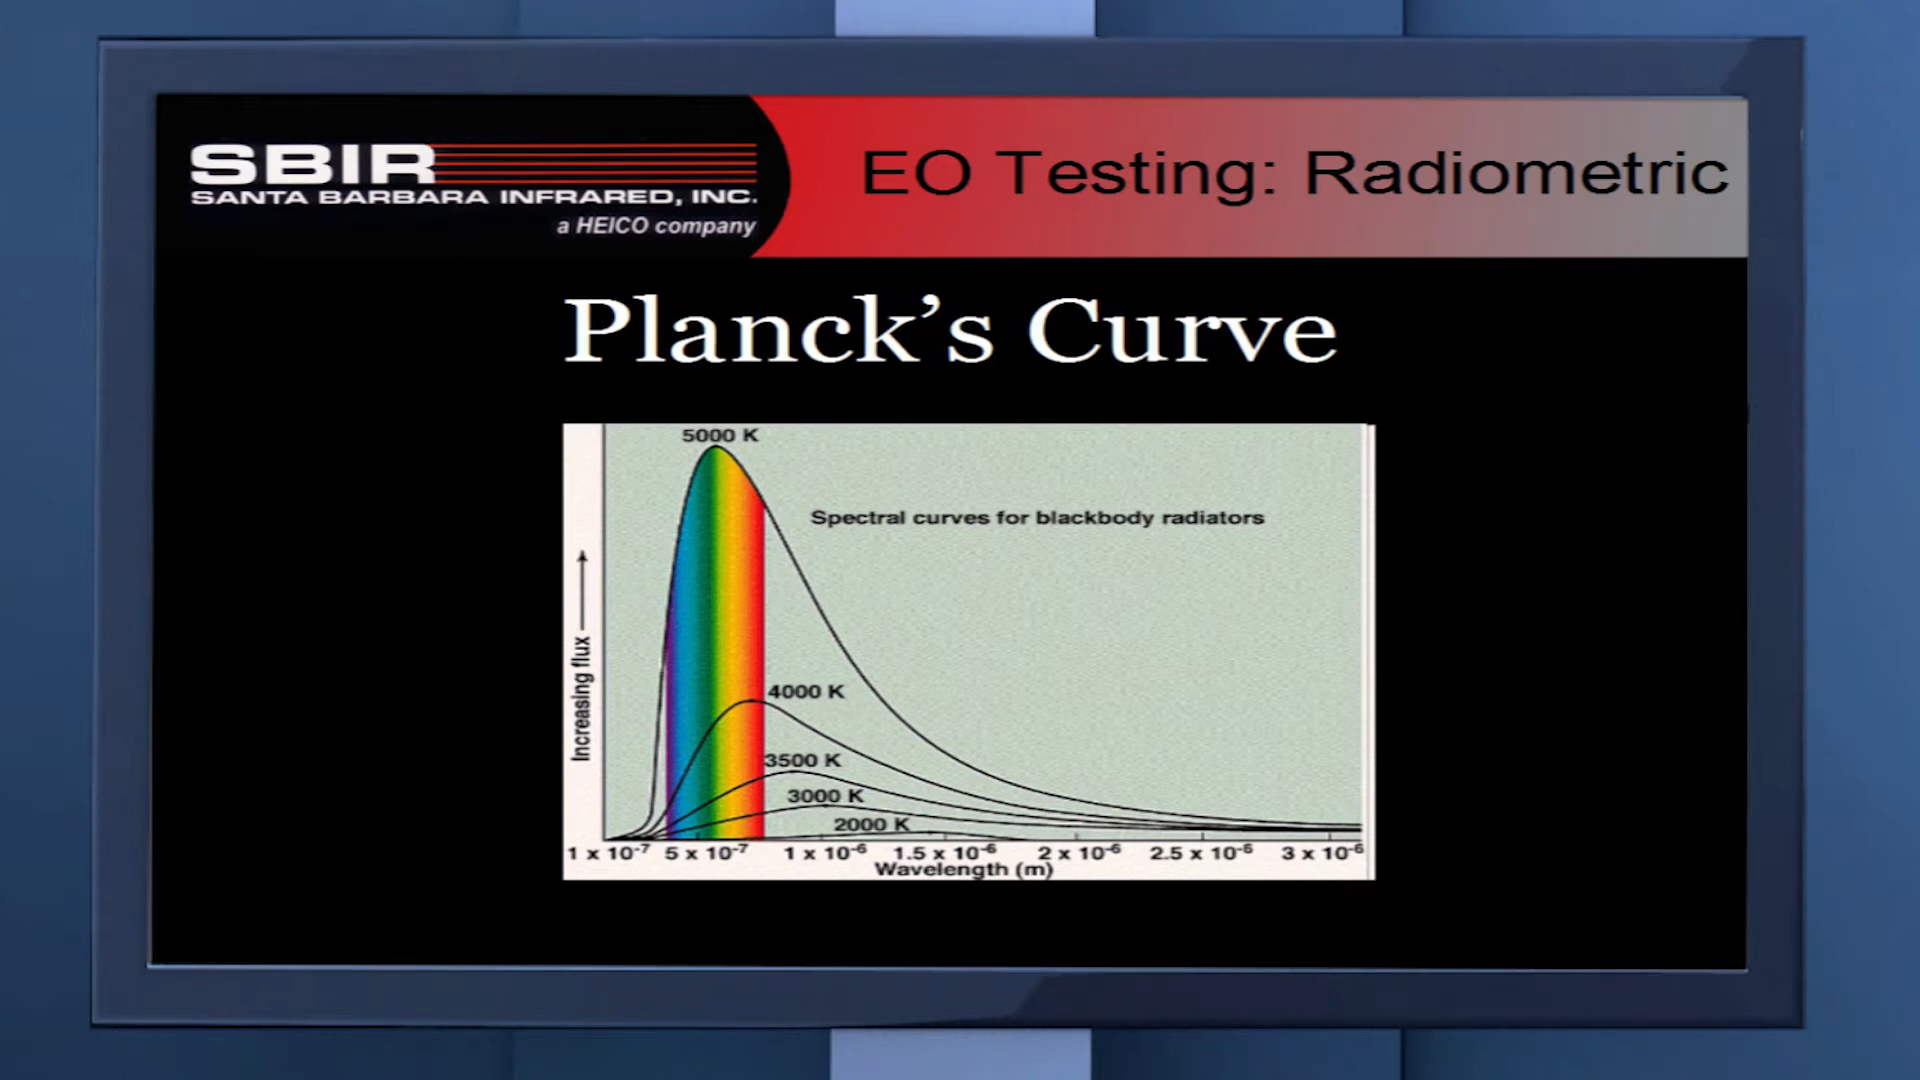 SBIR
SANTA BARBARA INFRARED, INC.
a HEICO company
EO Testing: Radiometric
Planck’s Curve
5000 K
Spectral curves for blackbody radiators
Increasing flux
4000 K
3500 K
3000 K
2000 K
1 x 10⁻⁷ 5 x 10⁻⁷ 1 x 10⁻⁶ 1.5 x 10⁻⁶ 2 x 10⁻⁶ 2.5 x 10⁻⁶ 3 x 10⁻⁶
Wavelength (m)